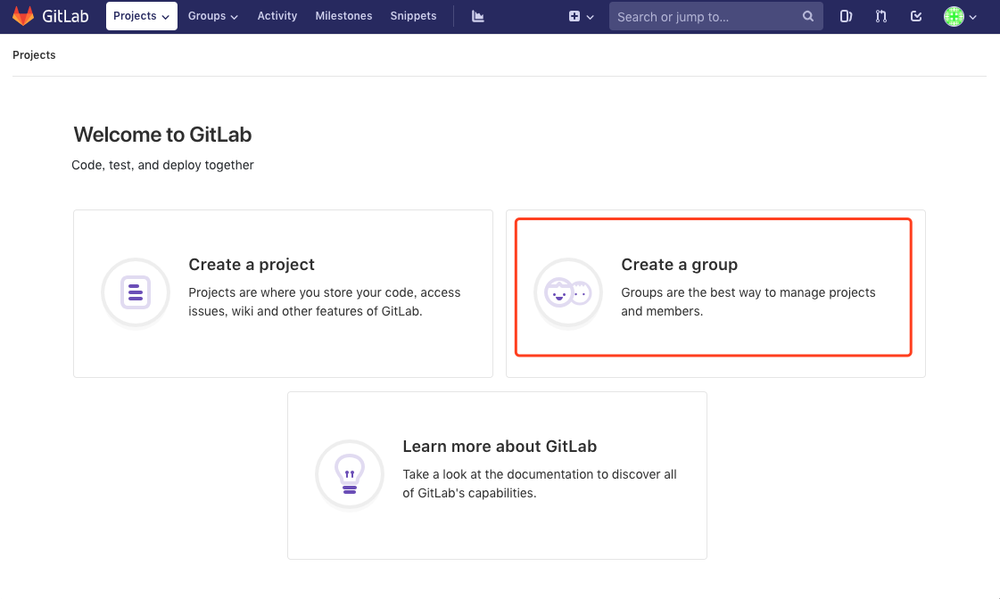 GitLab Projects Groups Activity Milestones Snippets Search or jump to...
Projects
Welcome to GitLab
Code, test, and deploy together
Create a project
Projects are where you store your code, access
issues, wiki and other features of GitLab.
Create a group
Groups are the best way to manage projects
and members.
Learn more about GitLab
Take a look at the documentation to discover all
of GitLab's capabilities.